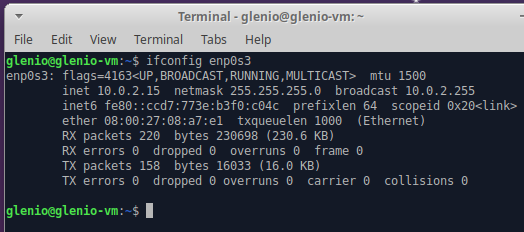 Terminal - glenio@glenio-vm: ~
File Edit View Terminal Tabs Help
glenio@glenio-vm:~$ ifconfig enp0s3
enp0s3: flags=4163<UP,BROADCAST,RUNNING,MULTICAST> mtu 1500
inet 10.0.2.15 netmask 255.255.255.0 broadcast 10.0.2.255
inet6 fe80::ccd7:773e:b3f0:c04c prefixlen 64 scopeid 0x20<link>
ether 08:00:27:08:a7:e1 txqueuelen 1000 (Ethernet)
RX packets 220 bytes 230698 (230.6 KB)
RX errors 0 dropped 0 overruns 0 frame 0
TX packets 158 bytes 16033 (16.0 KB)
TX errors 0 dropped 0 overruns 0 carrier 0 collisions 0
glenio@glenio-vm:~$